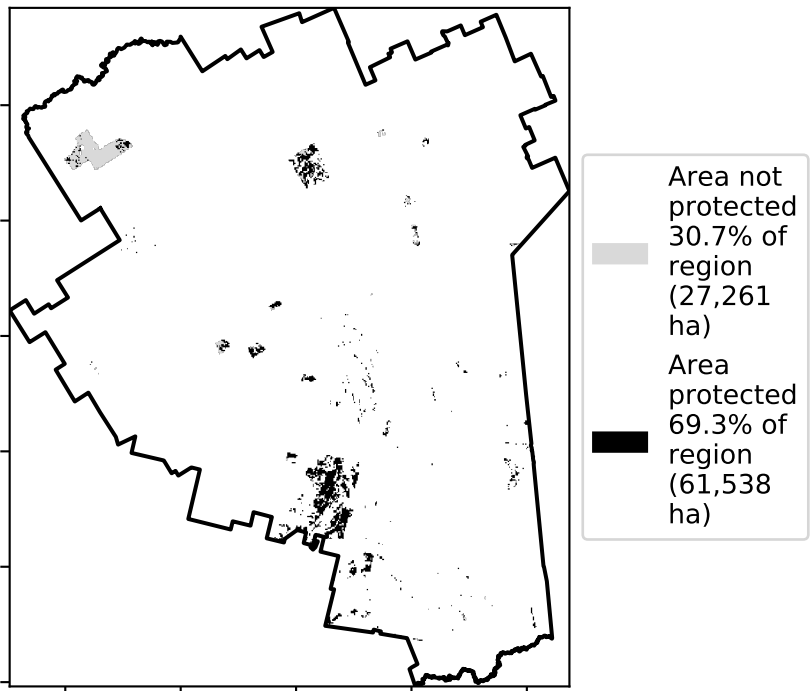 Area not
protected
30.7% of
region
(27,261
ha)
Area
protected
69.3% of
region
(61,538
ha)